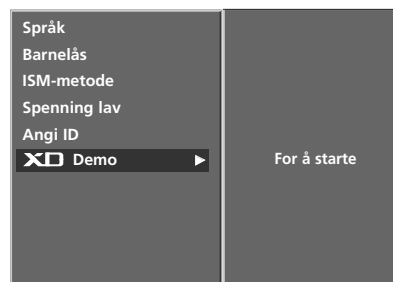 Språk
Barnelås
ISM-metode
Spenning lav
Angi ID
XD Demo
For å starte